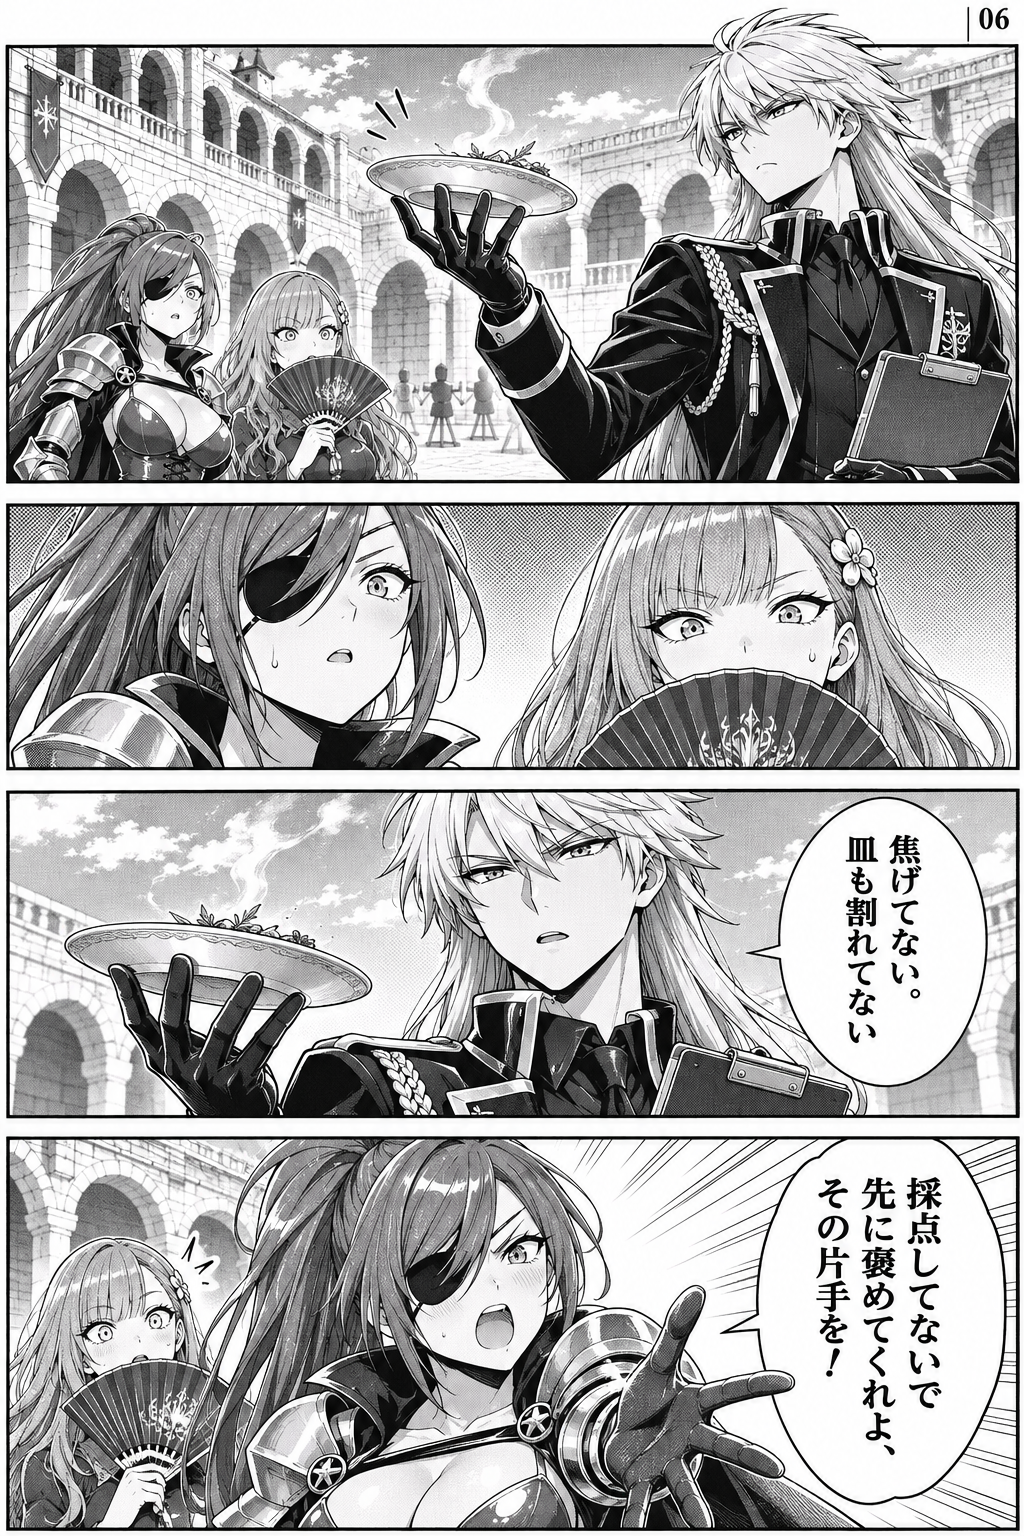 06
焦げてない。
皿も割れてない
採点してないで
先に褒めてくれよ、
その片手を！